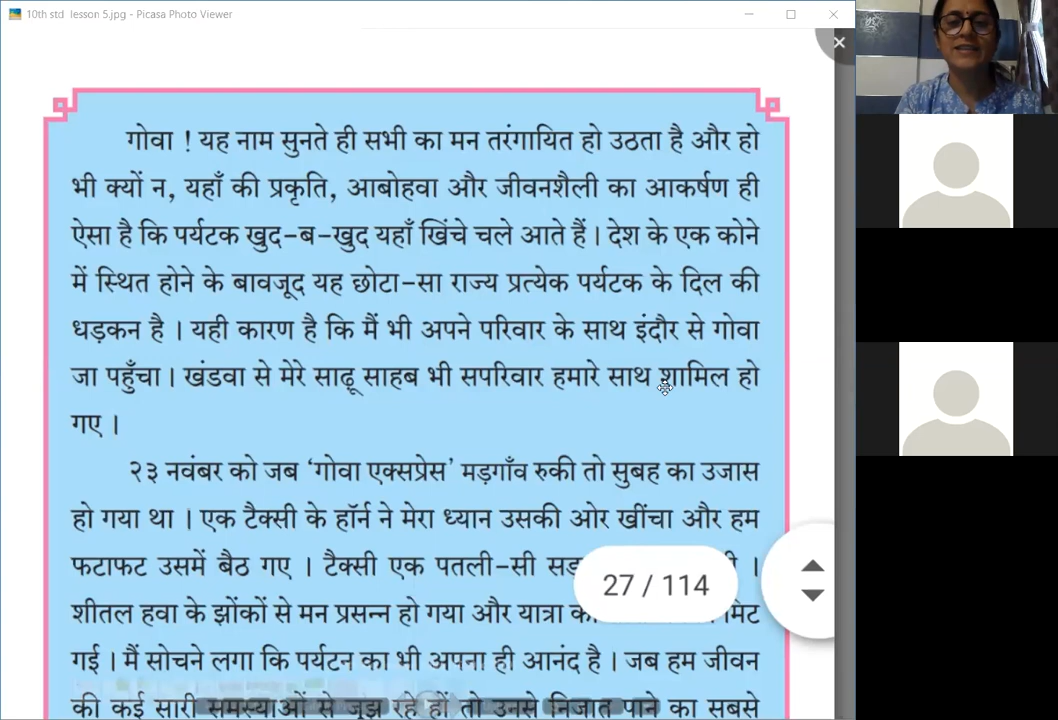 10th std lesson 5.jpg - Picasa Photo Viewer
गोवा ! यह नाम सुनते ही सभी का मन तरंगायित हो उठता है और हो
भी क्यों न, यहाँ की प्रकृति, आबोहवा और जीवनशैली का आकर्षण ही
ऐसा है कि पर्यटक खुद-ब-खुद यहाँ खिंचे चले आते हैं । देश के एक कोने
में स्थित होने के बावजूद यह छोटा-सा राज्य प्रत्येक पर्यटक के दिल की
धड़कन है । यही कारण है कि मैं भी अपने परिवार के साथ इंदौर से गोवा
जा पहुँचा । खंडवा से मेरे साढ़ू साहब भी सपरिवार हमारे साथ शामिल हो
गए ।
२३ नवंबर को जब ‘गोवा एक्सप्रेस’ मड़गाँव रुकी तो सुबह का उजास
हो गया था । एक टैक्सी के हॉर्न ने मेरा ध्यान उसकी ओर खींचा और हम
फटाफट उसमें बैठ गए । टैक्सी एक पतली-सी ।
शीतल हवा के झोंकों से मन प्रसन्न हो गया और यात्रा मिट
गई । मैं सोचने लगा कि पर्यटन का भी अपना ही आनंद है । जब हम जीवन
की कई सारी समस्याओं से जूझ रहे हों तो उनसे निजात पाने का सबसे
27 / 114